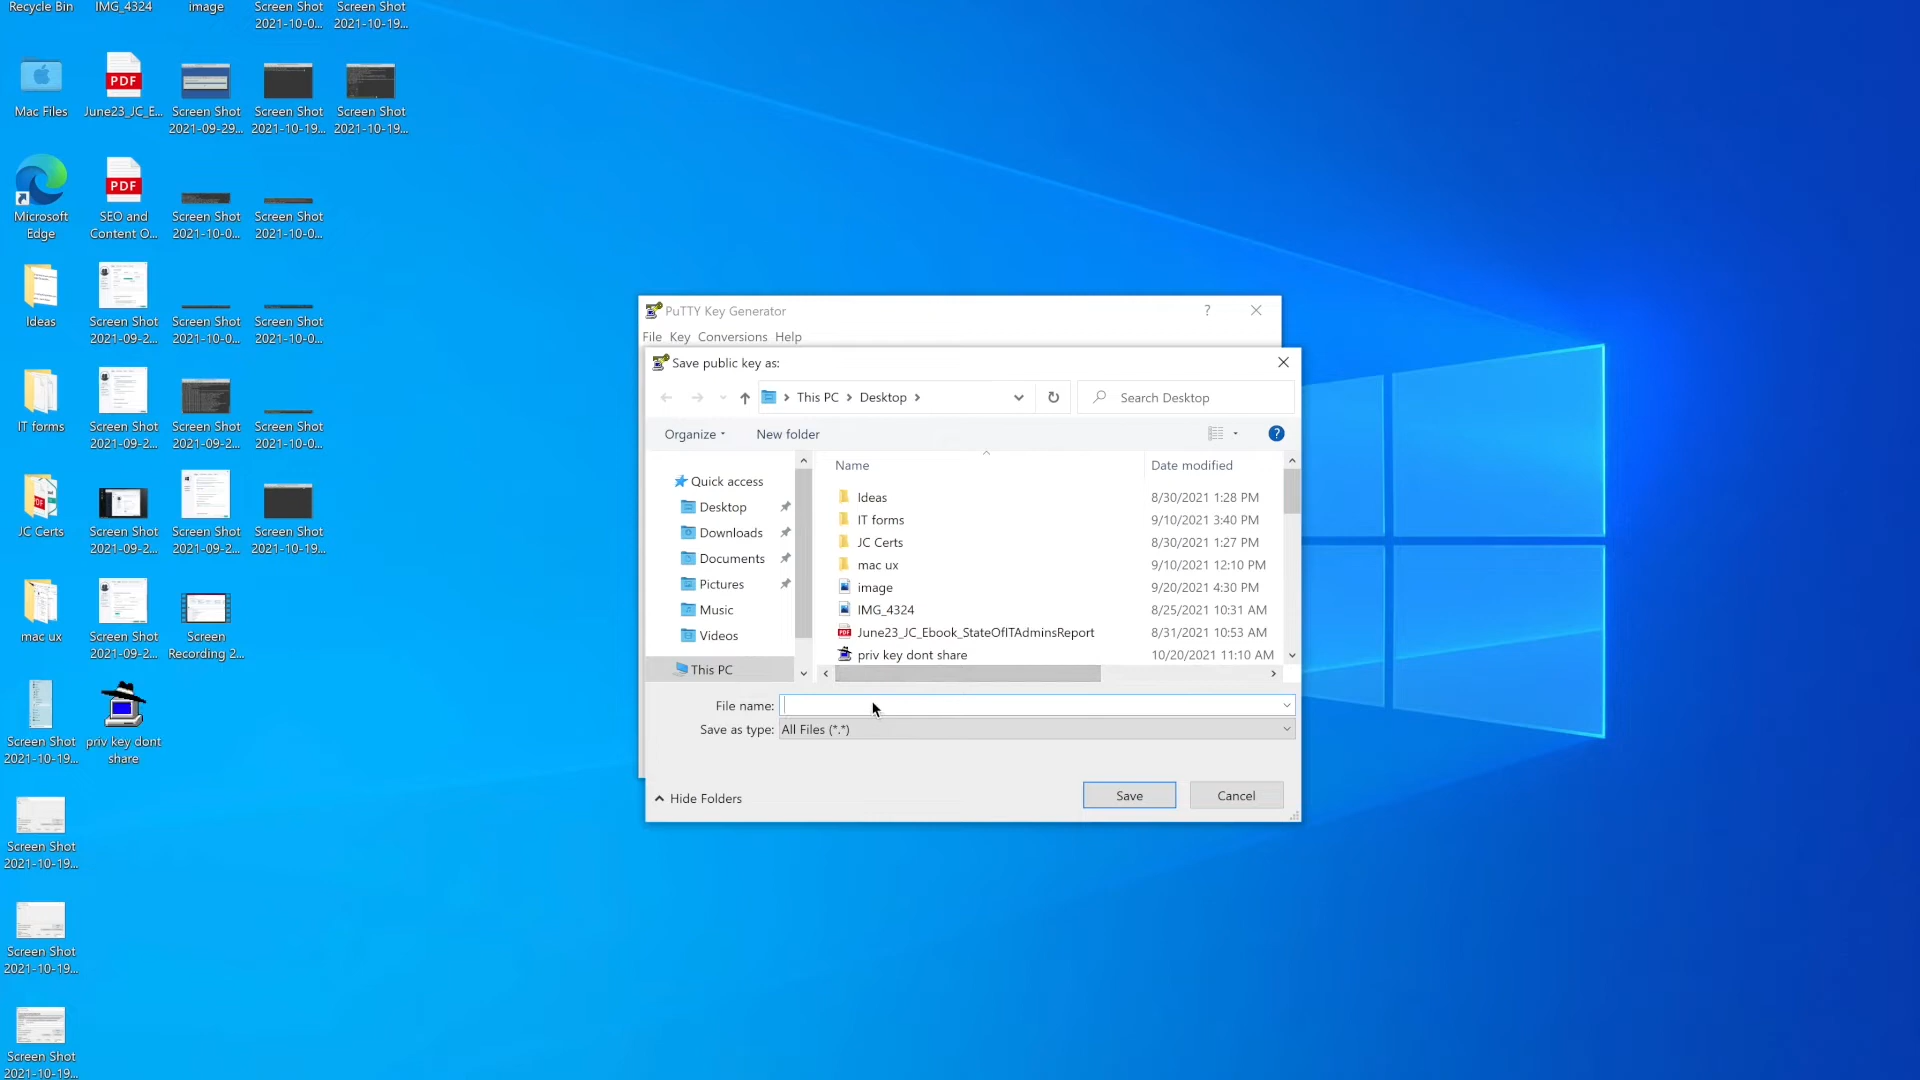 Recycle Bin
IMG_4324
image
Screen Shot
2021-10-0...
Screen Shot
2021-10-19...
Mac Files
PDF
June23_JC_E...
Screen Shot
2021-09-29...
Screen Shot
2021-10-19...
Screen Shot
2021-10-19...
Microsoft
Edge
PDF
SEO and
Content O...
Screen Shot
2021-10-0...
Screen Shot
2021-10-0...
Ideas
Screen Shot
2021-09-2...
Screen Shot
2021-10-0...
Screen Shot
2021-10-0...
IT forms
Screen Shot
2021-09-2...
Screen Shot
2021-10-0...
Screen Shot
2021-10-0...
JC Certs
Screen Shot
2021-09-2...
Screen Shot
2021-09-2...
Screen Shot
2021-10-19...
mac ux
Screen Shot
2021-09-2...
Screen
Recording 2...
Screen Shot
2021-10-19...
priv key dont
share
Screen Shot
2021-10-19...
Screen Shot
2021-10-19...
Screen Shot
2021-10-19...
PuTTY Key Generator
?
File Key Conversions Help
Save public key as:
This PC > Desktop >
Search Desktop
Organize
New folder
?
Quick access
Desktop
Downloads
Documents
Pictures
Music
Videos
This PC
Name Date modified
Ideas 8/30/2021 1:28 PM
IT forms 9/10/2021 3:40 PM
JC Certs 8/30/2021 1:27 PM
mac ux 9/10/2021 12:10 PM
image 9/20/2021 4:30 PM
IMG_4324 8/25/2021 10:31 AM
June23_JC_Ebook_StateOfITAdminsReport 8/31/2021 10:53 AM
priv key dont share 10/20/2021 11:10 AM
File name:
Save as type: All Files (*.*)
Hide Folders
Save
Cancel